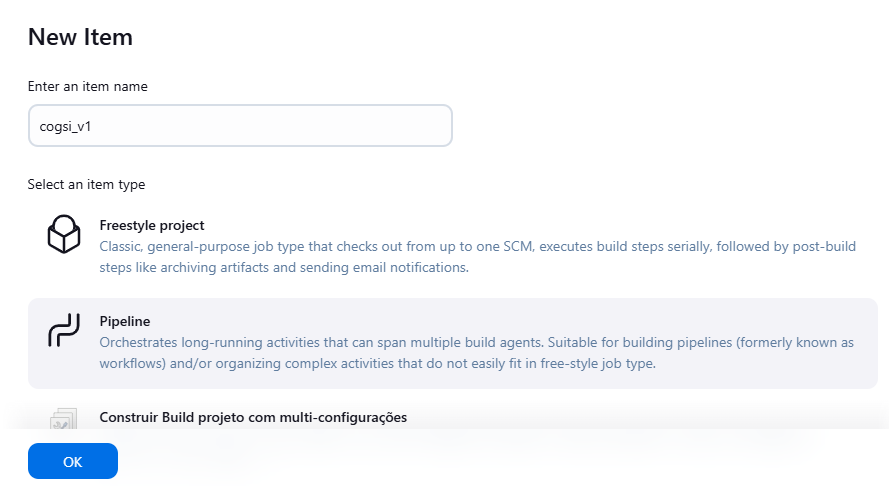 New Item
Enter an item name
cogsi_v1
Select an item type
Freestyle project
Classic, general-purpose job type that checks out from up to one SCM, executes build steps serially, followed by post-build
steps like archiving artifacts and sending email notifications.
Pipeline
Orchestrates long-running activities that can span multiple build agents. Suitable for building pipelines (formerly known as
workflows) and/or organizing complex activities that do not easily fit in free-style job type.
Construir Build projeto com multi-configurações
OK